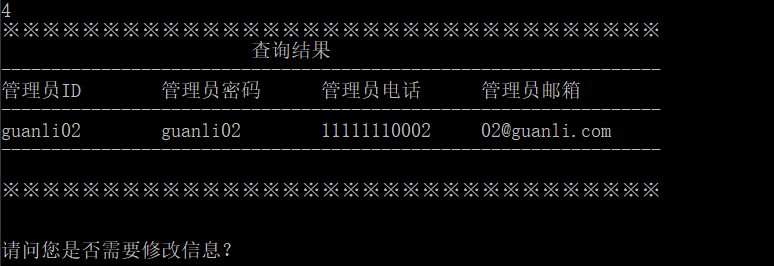 4
※※※※※※※※※※※※※※※※※※※※※※※※※※※※※※※※※
查询结果
------------------------------------------------------------------
管理员ID 管理员密码 管理员电话 管理员邮箱
------------------------------------------------------------------
guanli02 guanli02 11111110002 02@guanli.com
------------------------------------------------------------------
※※※※※※※※※※※※※※※※※※※※※※※※※※※※※※※※※
请问您是否需要修改信息?